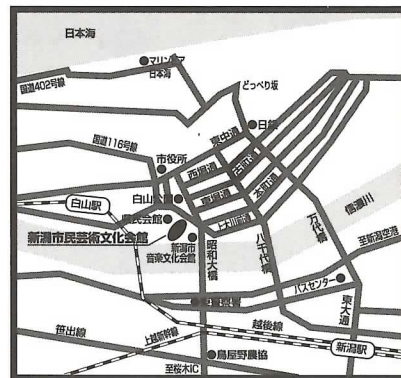 日本海
マリンピア
日本海
国道402号線
どっぺり坂
日銀
東中通
国道116号線
市役所
西堀通
古町通
東堀通
本町通
白山公園
上大川前通
信濃川
白山駅
県民会館
新潟市民芸術文化会館
新潟市
音楽文化会館
昭和大橋
八千代橋
万代橋
至新潟空港
バスセンター
東大通
越後線
笹出線
上越新幹線
新潟駅
鳥屋野農協
至桜木IC